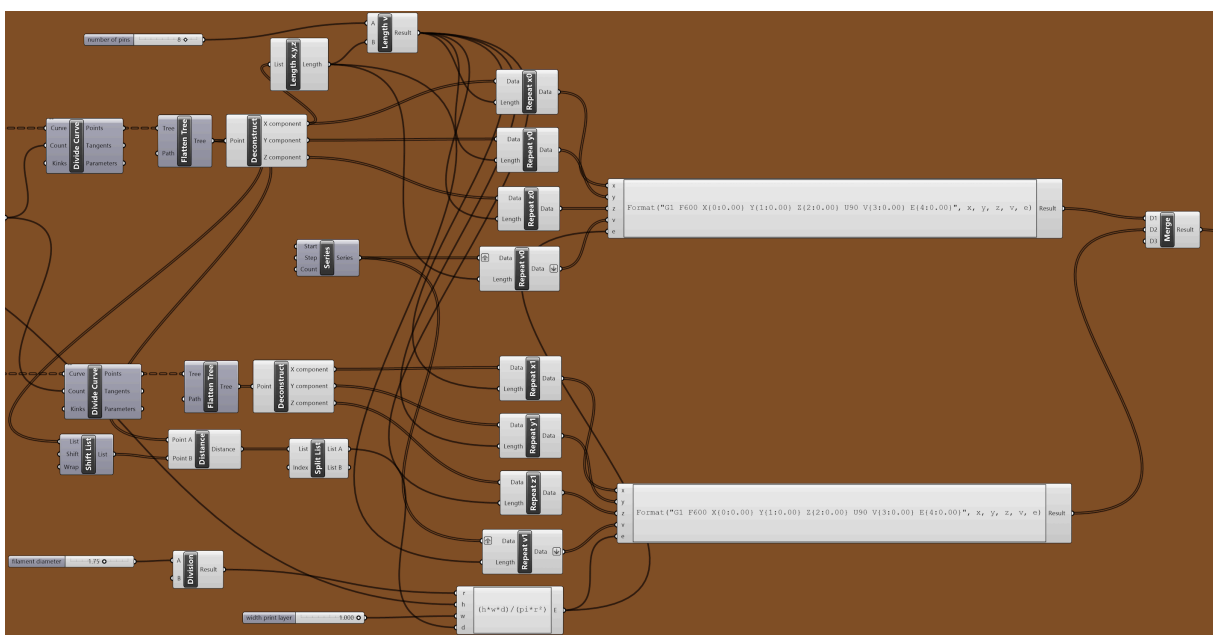 number of pins 8
A
B
Length v
Result
List
Length x,y,z
Length
Data
Length
Repeat x0
Data
Curve
Count
Kinks
Divide Curve
Points
Tangents
Parameters
Tree
Path
Flatten Tree
Tree
Point
Deconstruct
X component
Y component
Z component
Data
Length
Repeat y0
Data
Data
Length
Repeat z0
Data
x
y
z
v
e
Format("G1 F600 X{0:0.00} Y{1:0.00} Z{2:0.00} U90 V{3:0.00} E{4:0.00}", x, y, z, v, e)
Result
D1
D2
D3
Merge
Result
Start
Step
Count
Series
Series
Data
Length
Repeat v0
Data
Curve
Count
Kinks
Divide Curve
Points
Tangents
Parameters
Tree
Path
Flatten Tree
Tree
Point
Deconstruct
X component
Y component
Z component
Data
Length
Repeat x1
Data
Data
Length
Repeat y1
Data
List
Shift
Wrap
Shift List
List
Point A
Point B
Distance
Distance
List
Index
Split List
List A
List B
Data
Length
Repeat z1
Data
x
y
z
v
e
Format("G1 F600 X{0:0.00} Y{1:0.00} Z{2:0.00} U90 V{3:0.00} E{4:0.00}", x, y, z, v, e)
Result
Data
Length
Repeat v1
Data
filament diameter 1.75
A
B
Division
Result
width print layer 1.000
r
h
w
d
(h*w*d)/(pi*r²)
E